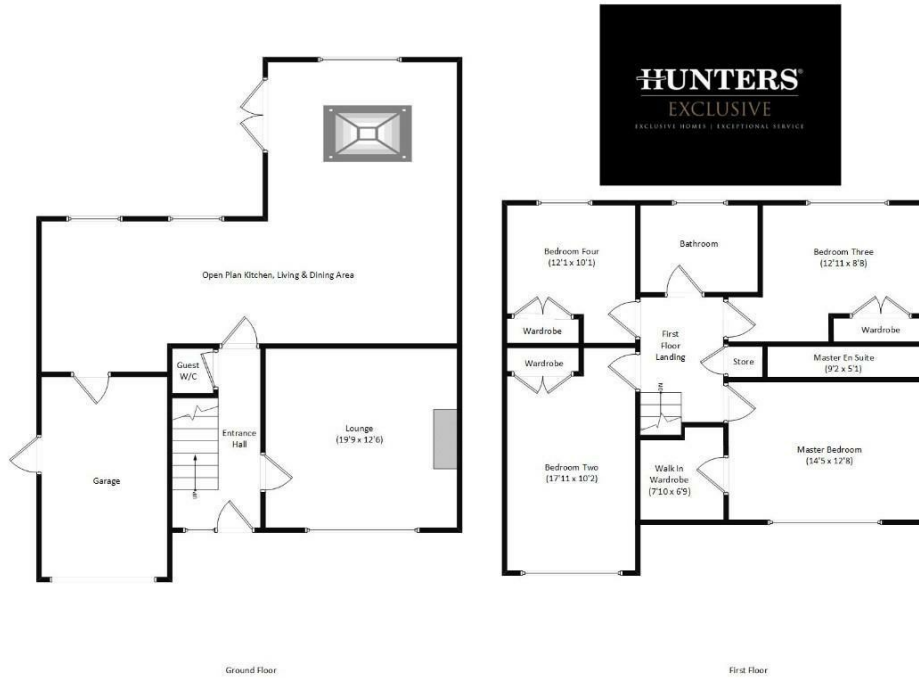 HUNTERS®
EXCLUSIVE
EXCLUSIVE HOMES | EXCEPTIONAL SERVICE
Open Plan Kitchen, Living & Dining Area
Guest
W/C
Entrance
Hall
UP
Lounge
(19'9 x 12'6)
Garage
Ground Floor
Bedroom Four
(12'1 x 10'1)
Bathroom
Bedroom Three
(12'11 x 8'8)
Wardrobe
Wardrobe
First
Floor
Landing
Wardrobe
Store
Master En Suite
(9'2 x 5'1)
DN
Bedroom Two
(17'11 x 10'2)
Walk In
Wardrobe
(7'10 x 6'9)
Master Bedroom
(14'5 x 12'8)
First Floor